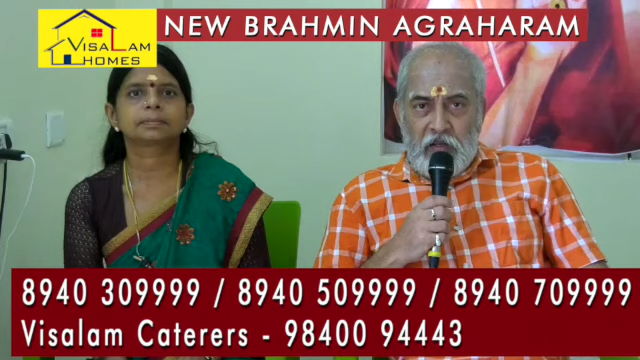 VISALAM
HOMES
NEW BRAHMIN AGRAHARAM
8940 309999 / 8940 509999 / 8940 709999
Visalam Caterers - 98400 94443